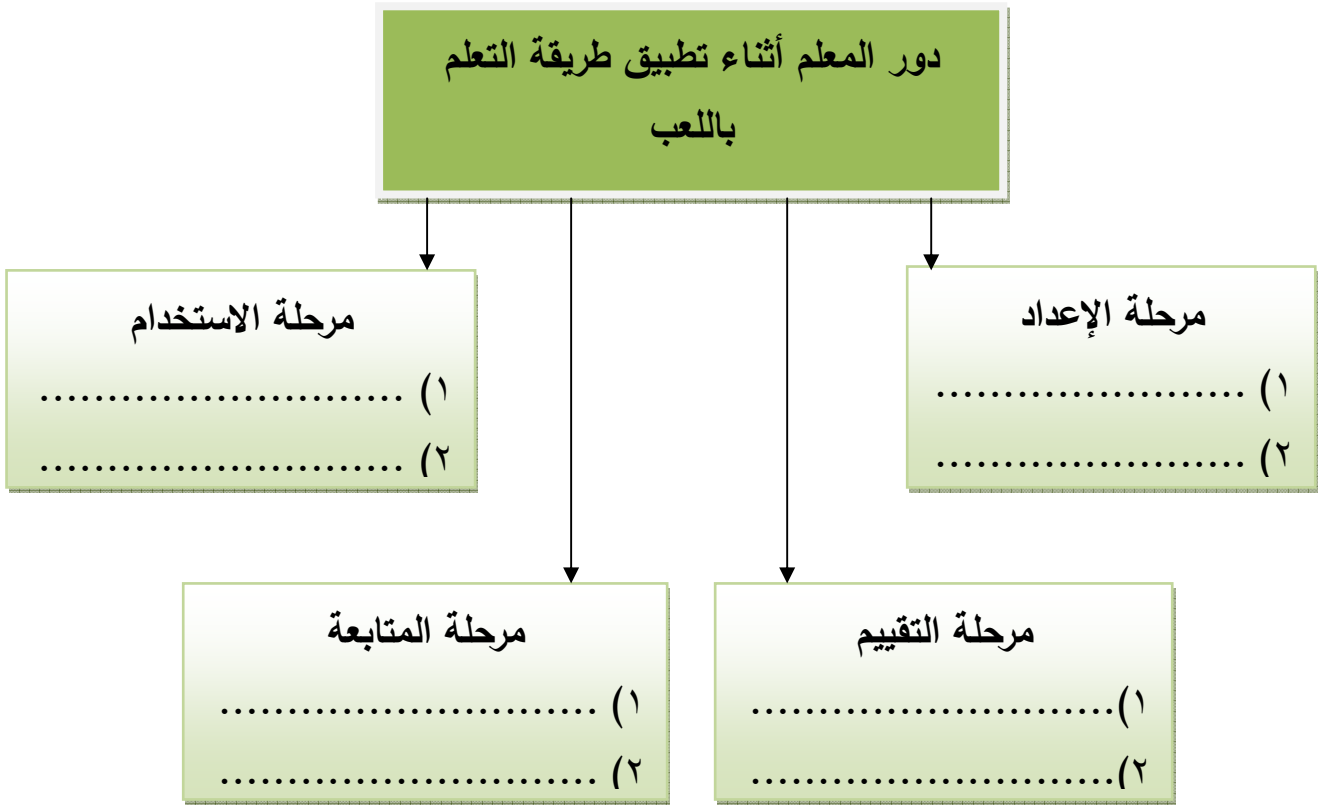 دور المعلم أثناء تطبيق طريقة التعلم
باللعب
مرحلة الإعداد
١) .......................
٢) .......................
مرحلة الاستخدام
١) ...........................
٢) ...........................
مرحلة التقييم
١)...........................
٢)...........................
مرحلة المتابعة
١) ............................
٢) ............................